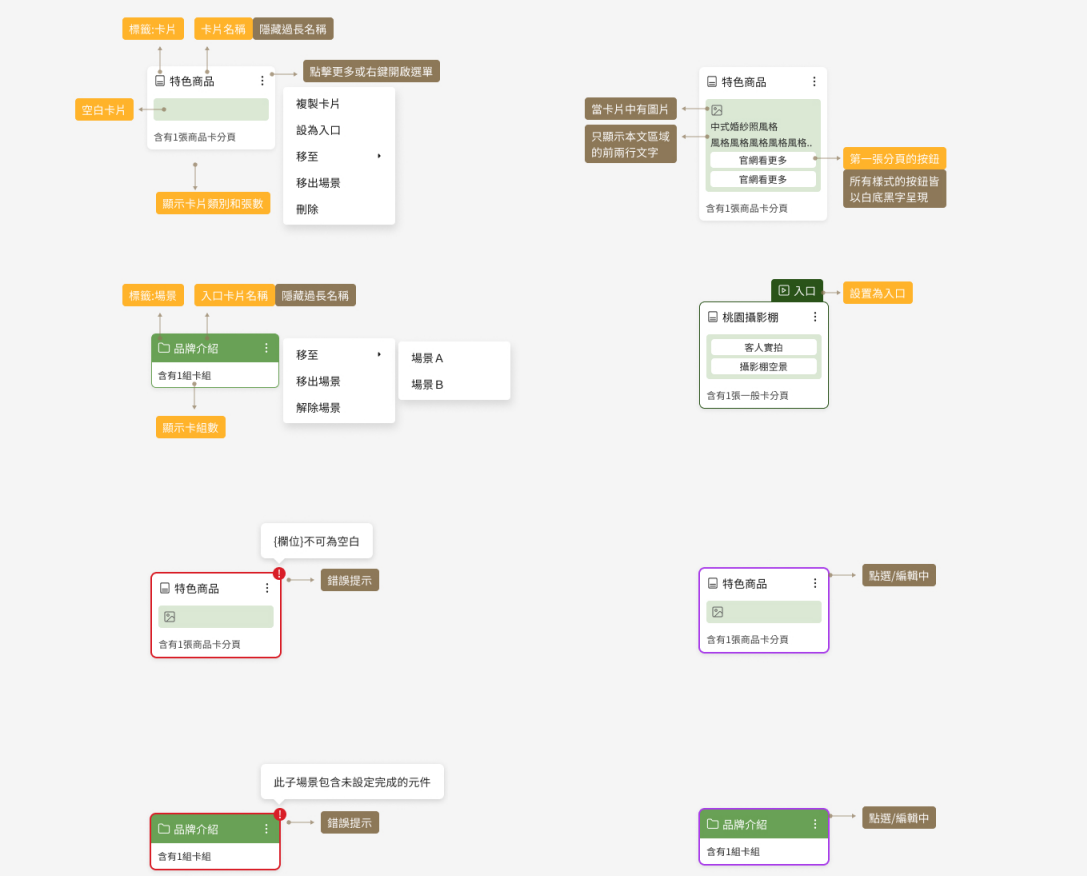 標籤:卡片
卡片名稱
隱藏過長名稱
特色商品
點擊更多或右鍵開啟選單
空白卡片
含有1張商品卡分頁
顯示卡片類別和張數
複製卡片
設為入口
移至
移出場景
刪除
特色商品
當卡片中有圖片
只顯示本文區域
的前兩行文字
中式婚紗照風格
風格風格風格風格風格..
官網看更多
官網看更多
第一張分頁的按鈕
所有樣式的按鈕皆
以白底黑字呈現
含有1張商品卡分頁
標籤:場景
入口卡片名稱
隱藏過長名稱
品牌介紹
含有1組卡組
顯示卡組數
移至
移出場景
解除場景
場景 A
場景 B
入口
設置為入口
桃園攝影棚
客人實拍
攝影棚空景
含有1張一般卡分頁
{欄位}不可為空白
特色商品
錯誤提示
含有1張商品卡分頁
特色商品
點選/編輯中
含有1張商品卡分頁
此子場景包含未設定完成的元件
品牌介紹
錯誤提示
含有1組卡組
品牌介紹
點選/編輯中
含有1組卡組